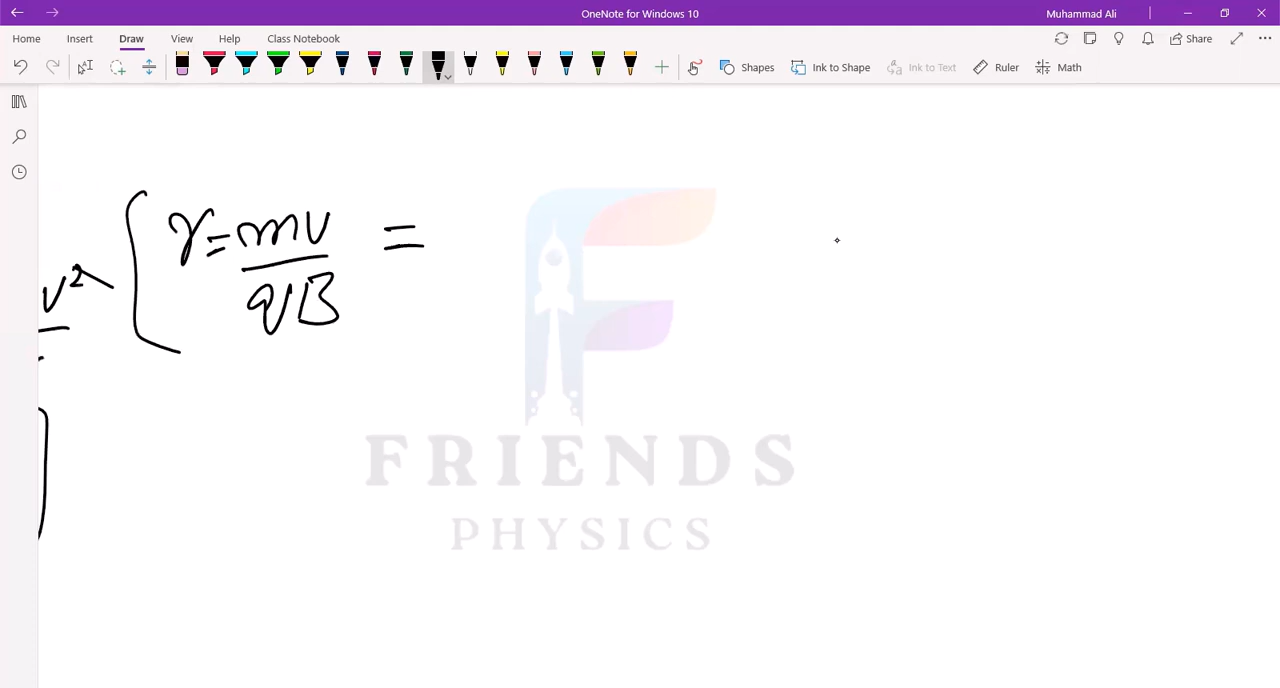 OneNote for Windows 10
Muhammad Ali
Home Insert Draw View Help Class Notebook
Share
Shapes Ink to Shape Ink to Text Ruler Math
r = mv / qB =
v²
FRIENDS
PHYSICS